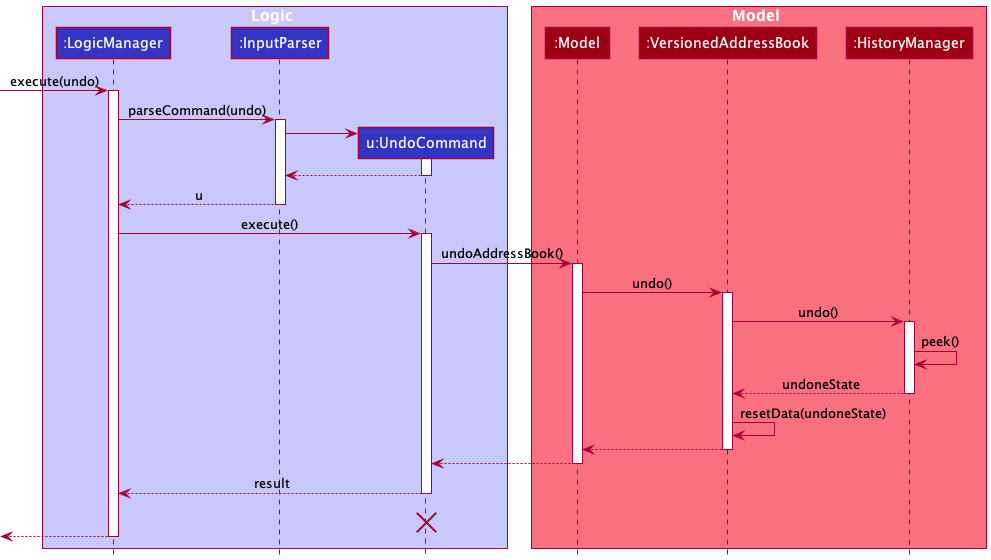 Logic
Model
:LogicManager
:InputParser
:Model
:VersionedAddressBook
:HistoryManager
execute(undo)
parseCommand(undo)
u:UndoCommand
u
execute()
undoAddressBook()
undo()
undo()
peek()
undoneState
resetData(undoneState)
result